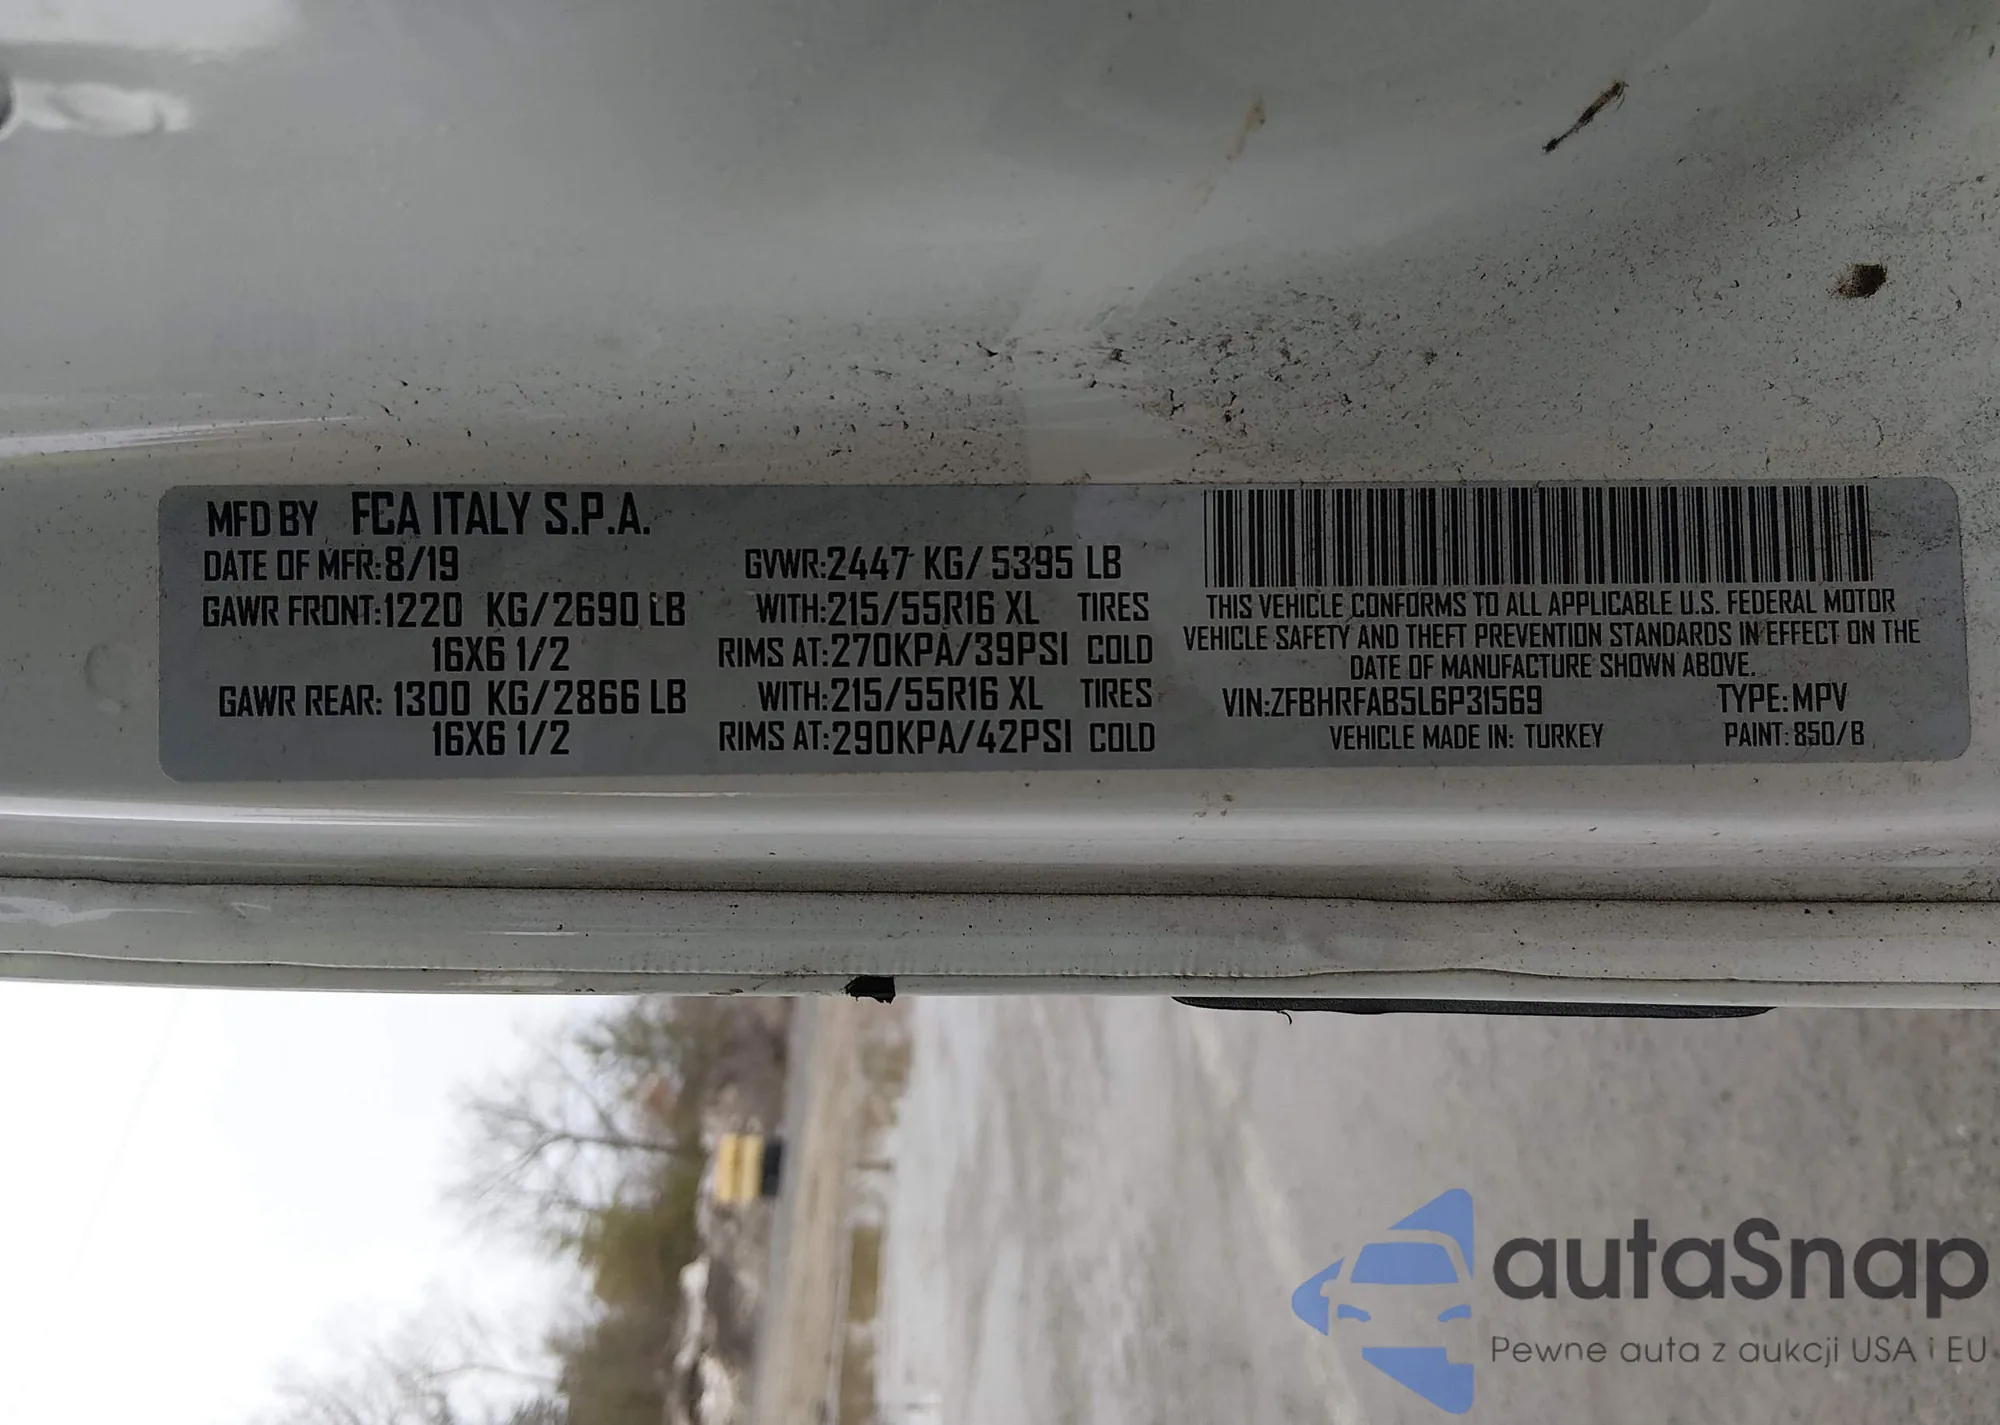 MFD BY FCA ITALY S.P.A.
DATE OF MFR:8/19 GVWR:2447 KG/5395 LB
GAWR FRONT:1220 KG/2690 LB WITH:215/55R16 XL TIRES
16X6 1/2 RIMS AT:270KPA/39PSI COLD
GAWR REAR: 1300 KG/2866 LB WITH:215/55R16 XL TIRES
16X6 1/2 RIMS AT:290KPA/42PSI COLD
THIS VEHICLE CONFORMS TO ALL APPLICABLE U.S. FEDERAL MOTOR
VEHICLE SAFETY AND THEFT PREVENTION STANDARDS IN EFFECT ON THE
DATE OF MANUFACTURE SHOWN ABOVE.
VIN:ZFBHRFAB5L6P31569 TYPE:MPV
VEHICLE MADE IN: TURKEY PAINT: 850/B
autaSnap
Pewne auta z aukcji USA i EU